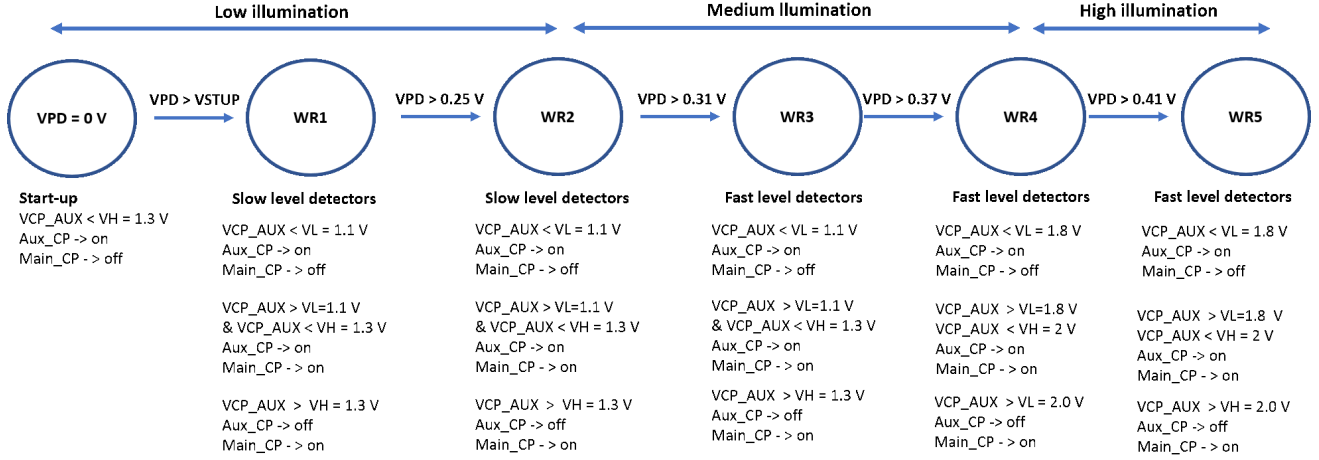 Low illumination
Medium llumination
High illumination
VPD = 0 V
VPD > VSTUP
WR1
VPD > 0.25 V
WR2
VPD > 0.31 V
WR3
VPD > 0.37 V
WR4
VPD > 0.41 V
WR5
Start-up
VCP_AUX < VH = 1.3 V
Aux_CP -> on
Main_CP - > off
Slow level detectors
VCP_AUX < VL = 1.1 V
Aux_CP -> on
Main_CP - > off
VCP_AUX > VL=1.1 V
& VCP_AUX < VH = 1.3 V
Aux_CP -> on
Main_CP -> on
VCP_AUX > VH = 1.3 V
Aux_CP -> off
Main_CP -> on
Slow level detectors
VCP_AUX < VL = 1.1 V
Aux_CP -> on
Main_CP - > off
VCP_AUX > VL=1.1 V
& VCP_AUX < VH = 1.3 V
Aux_CP -> on
Main_CP -> on
VCP_AUX > VH = 1.3 V
Aux_CP -> off
Main_CP -> on
Fast level detectors
VCP_AUX < VL = 1.1 V
Aux_CP -> on
Main_CP - > off
VCP_AUX > VL=1.1 V
& VCP_AUX < VH = 1.3 V
Aux_CP -> on
Main_CP -> on
VCP_AUX > VH = 1.3 V
Aux_CP -> off
Main_CP -> on
Fast level detectors
VCP_AUX < VL = 1.8 V
Aux_CP -> on
Main_CP - > off
VCP_AUX > VL=1.8 V
VCP_AUX < VH = 2 V
Aux_CP -> on
Main_CP -> on
VCP_AUX > VL = 2.0 V
Aux_CP -> off
Main_CP -> on
Fast level detectors
VCP_AUX < VL = 1.8 V
Aux_CP -> on
Main_CP - > off
VCP_AUX > VL=1.8 V
VCP_AUX < VH = 2 V
Aux_CP -> on
Main_CP -> on
VCP_AUX > VH = 2.0 V
Aux_CP -> off
Main_CP -> on